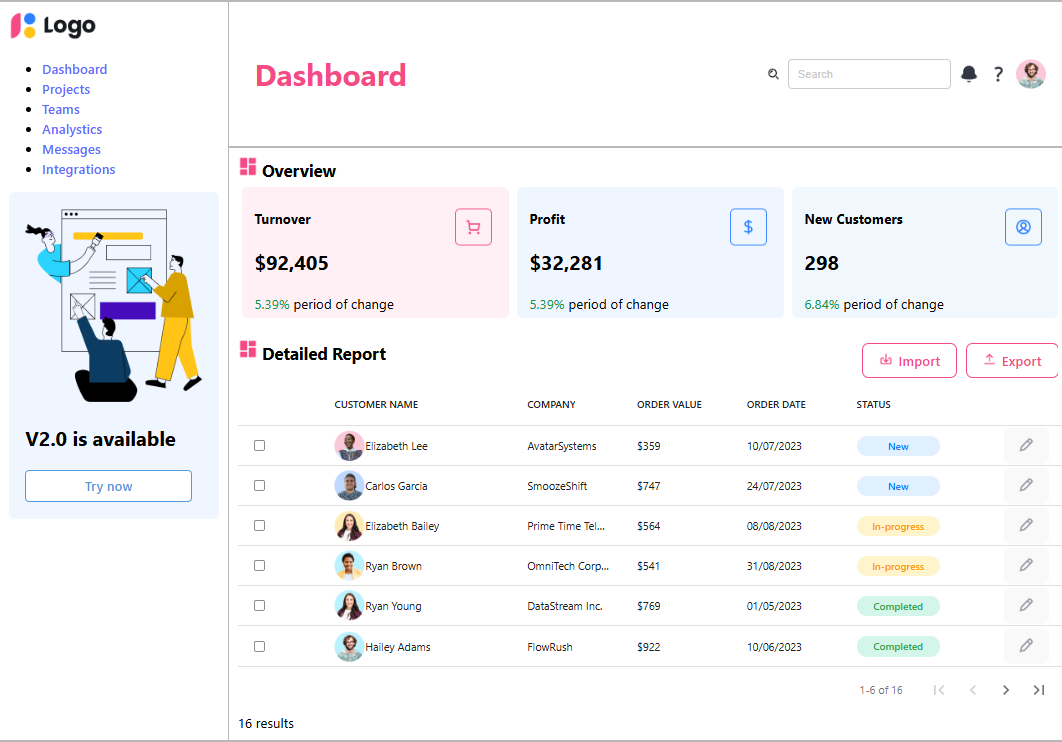 Logo
Dashboard
Projects
Teams
Analystics
Messages
Integrations
V2.0 is available
Try now
Dashboard
Search
?
Overview
Turnover
$92,405
5.39% period of change
Profit
$
$32,281
5.39% period of change
New Customers
298
6.84% period of change
Detailed Report
Import
Export
CUSTOMER NAME COMPANY ORDER VALUE ORDER DATE STATUS
Elizabeth Lee AvatarSystems $359 10/07/2023 New
Carlos Garcia SmoozeShift $747 24/07/2023 New
Elizabeth Bailey Prime Time Tel... $564 08/08/2023 In-progress
Ryan Brown OmniTech Corp... $541 31/08/2023 In-progress
Ryan Young DataStream Inc. $769 01/05/2023 Completed
Hailey Adams FlowRush $922 10/06/2023 Completed
1-6 of 16
16 results